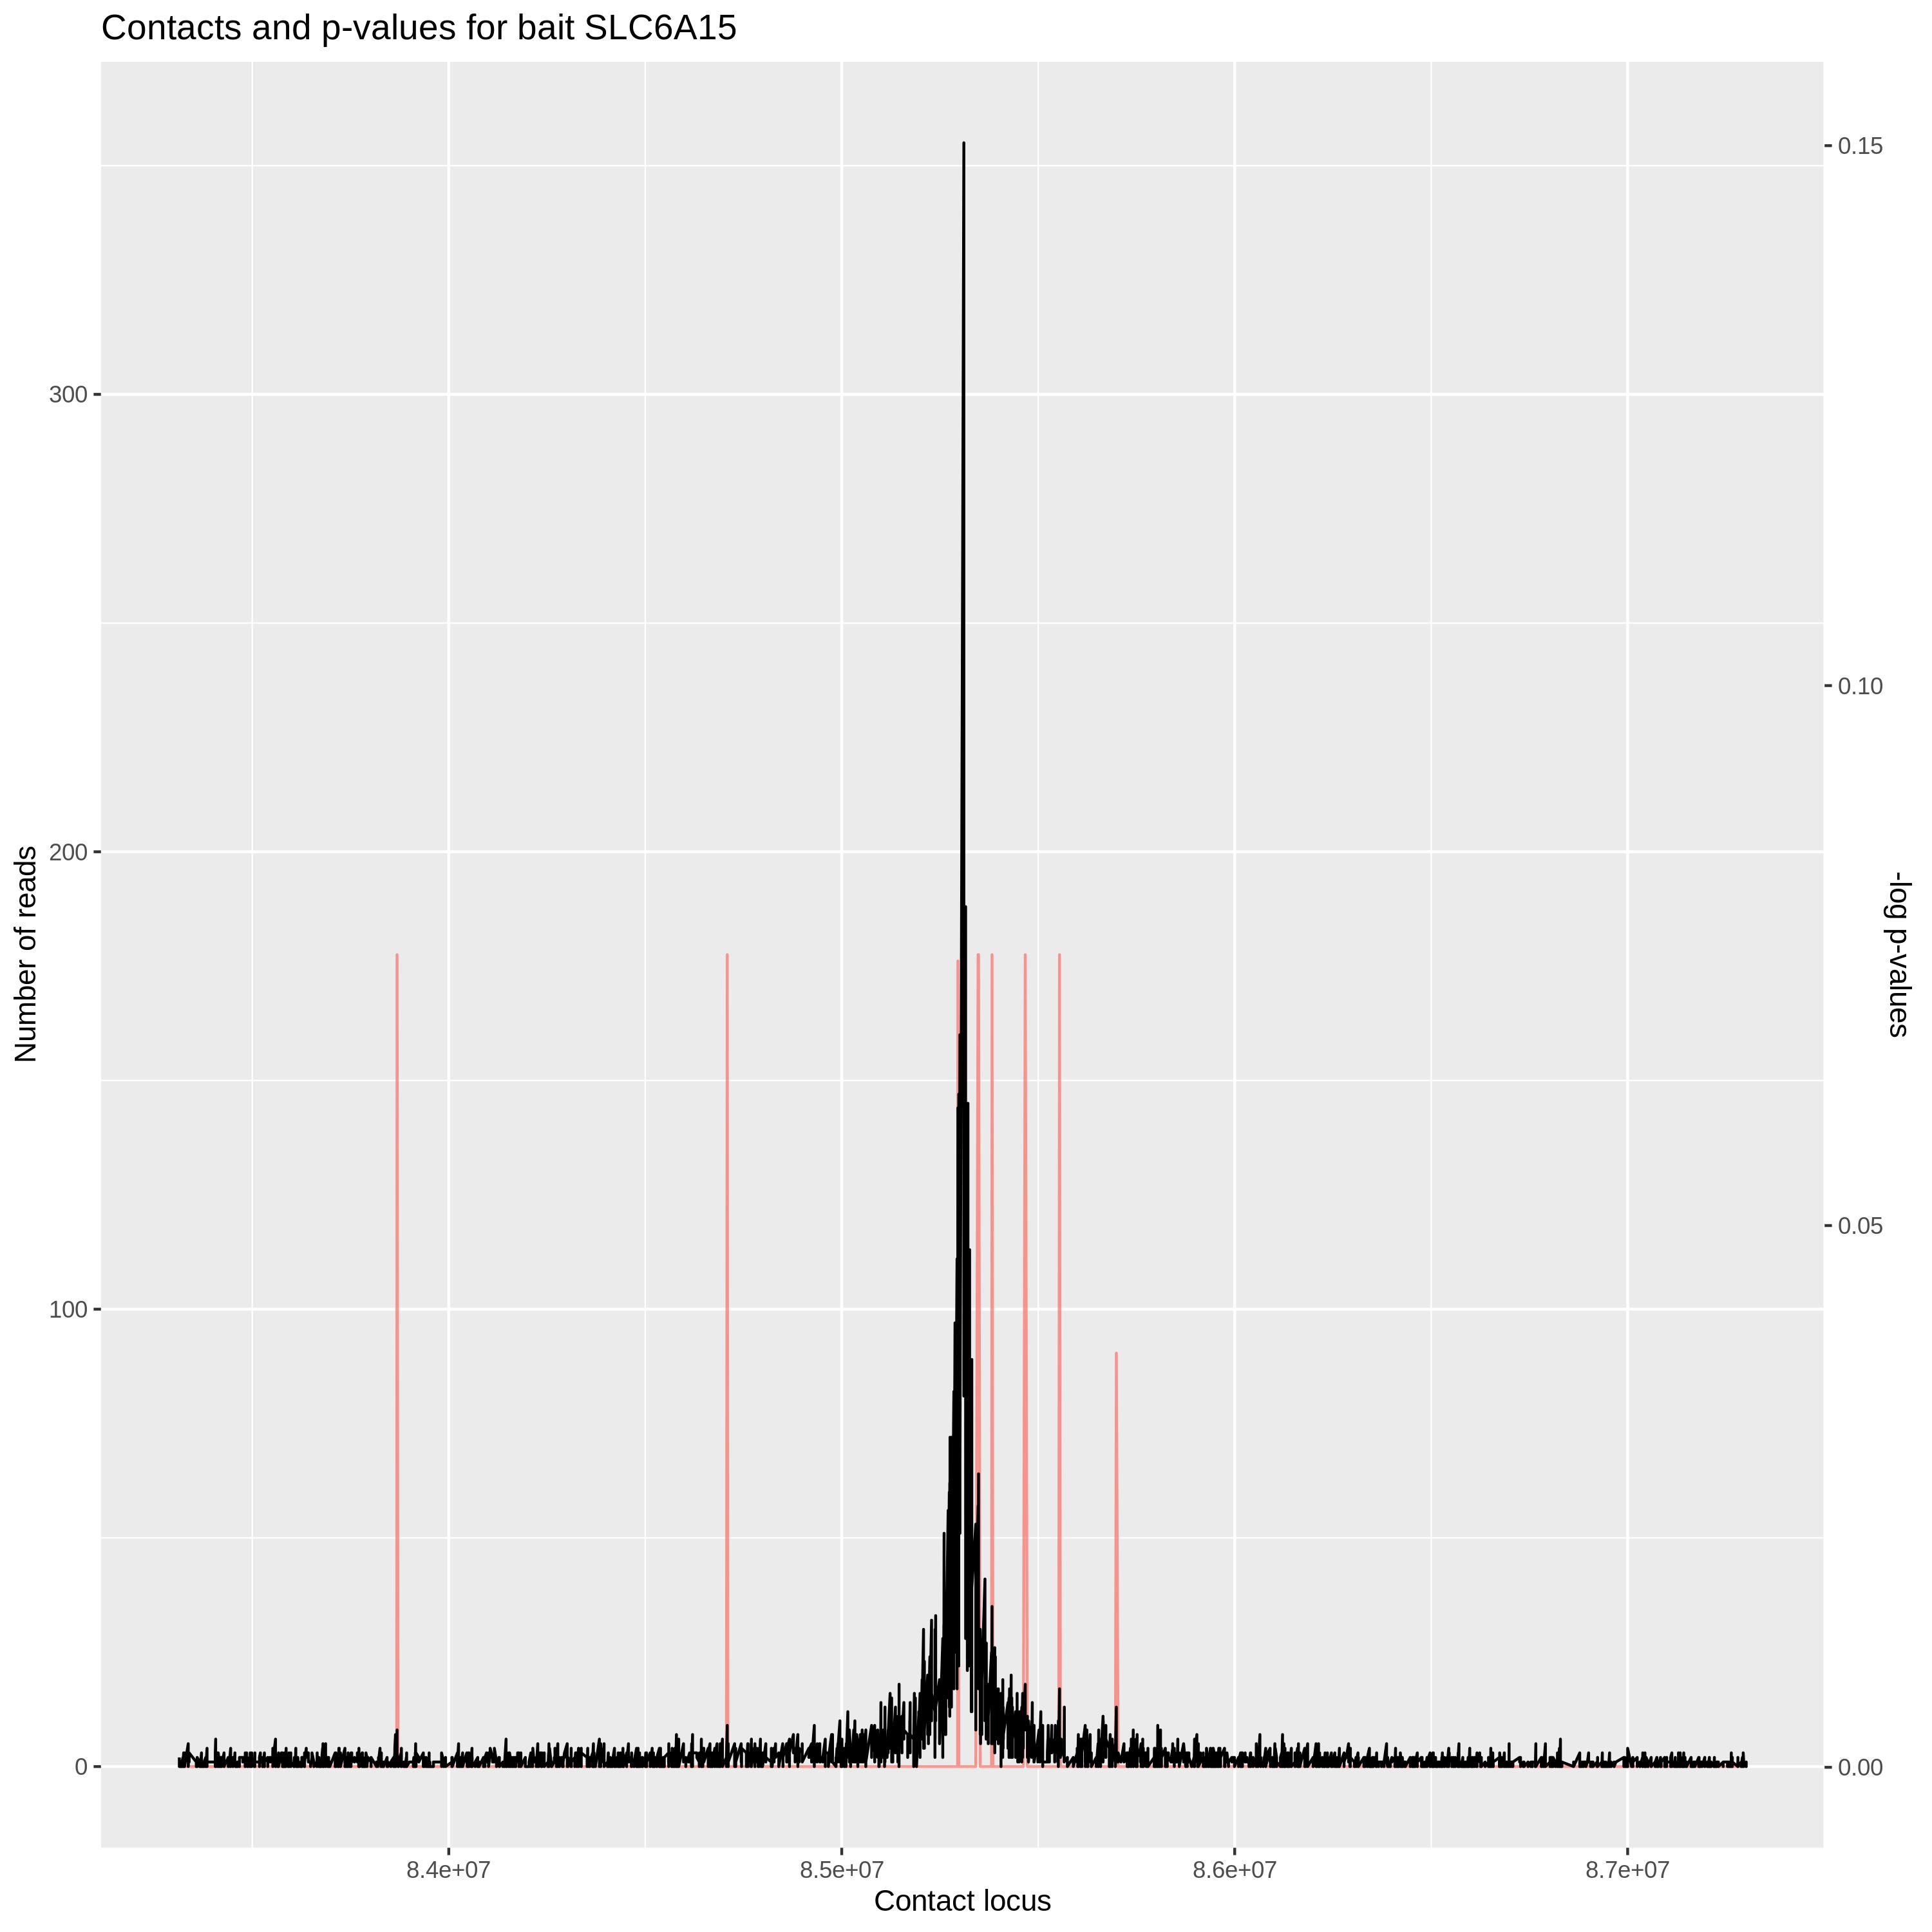 Contacts and p-values for bait SLC6A15
Number of reads
300
200
100
0
0.15
0.10
0.05
0.00
-log p-values
8.4e+07 8.5e+07 8.6e+07 8.7e+07
Contact locus